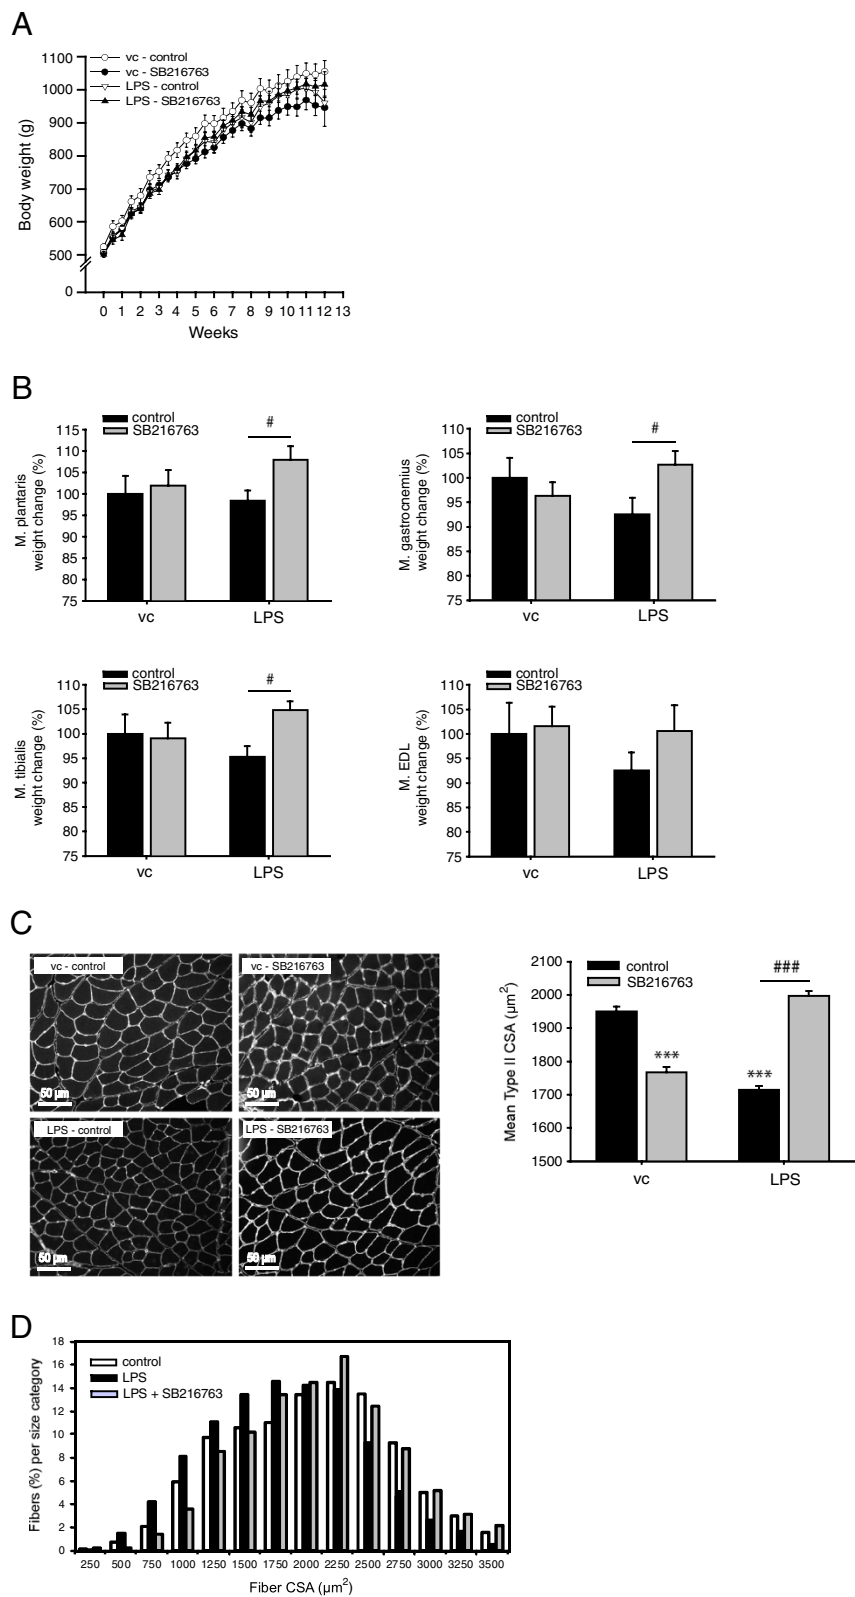 A
vc - control
vc - SB216763
LPS - control
LPS - SB216763
1100
1000
900
800
700
600
500
0
Body weight (g)
0 1 2 3 4 5 6 7 8 9 10 11 12 13
Weeks
B
control
SB216763
#
115
110
105
100
95
90
85
80
75
M. plantaris
weight change (%)
vc LPS
control
SB216763
#
110
105
100
95
90
85
80
75
M. gastrocnemius
weight change (%)
vc LPS
control
SB216763
#
110
105
100
95
90
85
80
75
M. tibialis
weight change (%)
vc LPS
control
SB216763
110
105
100
95
90
85
80
75
M. EDL
weight change (%)
vc LPS
C
vc - control
50 µm
vc - SB216763
50 µm
LPS - control
50 µm
LPS - SB216763
50 µm
control
SB216763
***
***
###
2100
2000
1900
1800
1700
1600
1500
Mean Type II CSA (µm2)
vc LPS
D
control
LPS
LPS + SB216763
18
16
14
12
10
8
6
4
2
0
Fibers (%) per size category
250 500 750 1000 1250 1500 1750 2000 2250 2500 2750 3000 3250 3500
Fiber CSA (µm2)